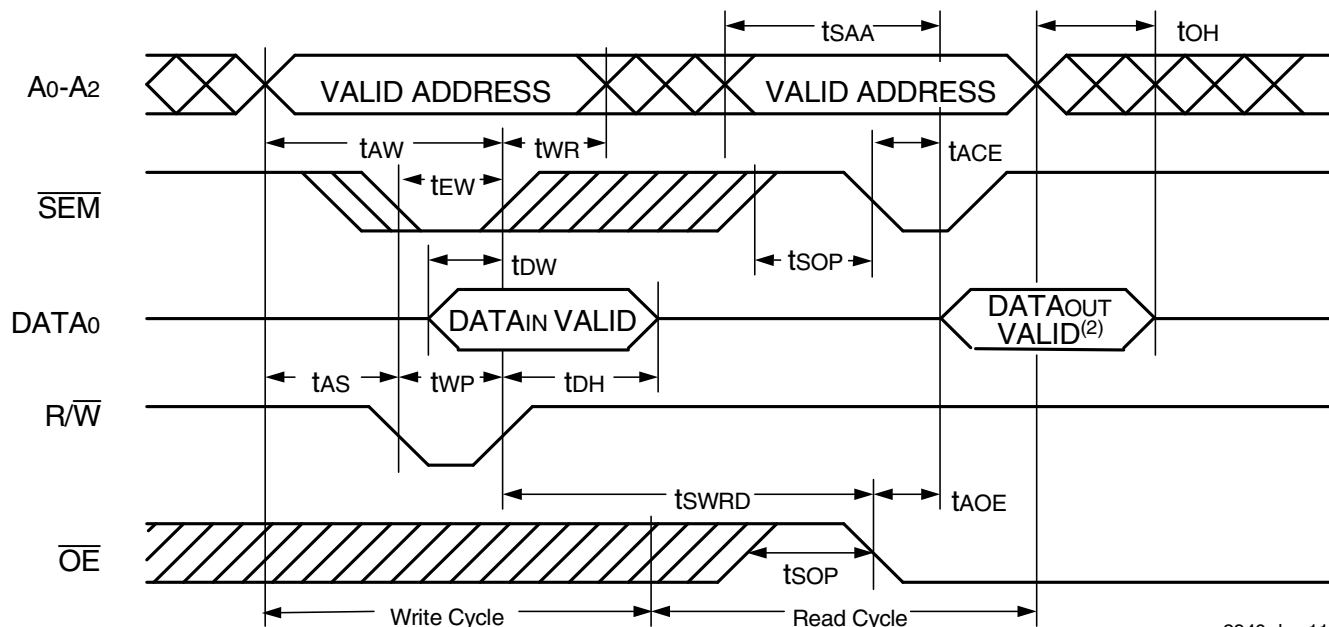 tSAA
tOH
A0-A2
VALID ADDRESS
VALID ADDRESS
tAW
tWR
tACE
tEW
SEM
tSOP
tDW
DATA0
DATAIN VALID
DATAOUT
VALID(2)
tAS
tWP
tDH
R/W
tSWRD
tAOE
OE
tSOP
Write Cycle
Read Cycle